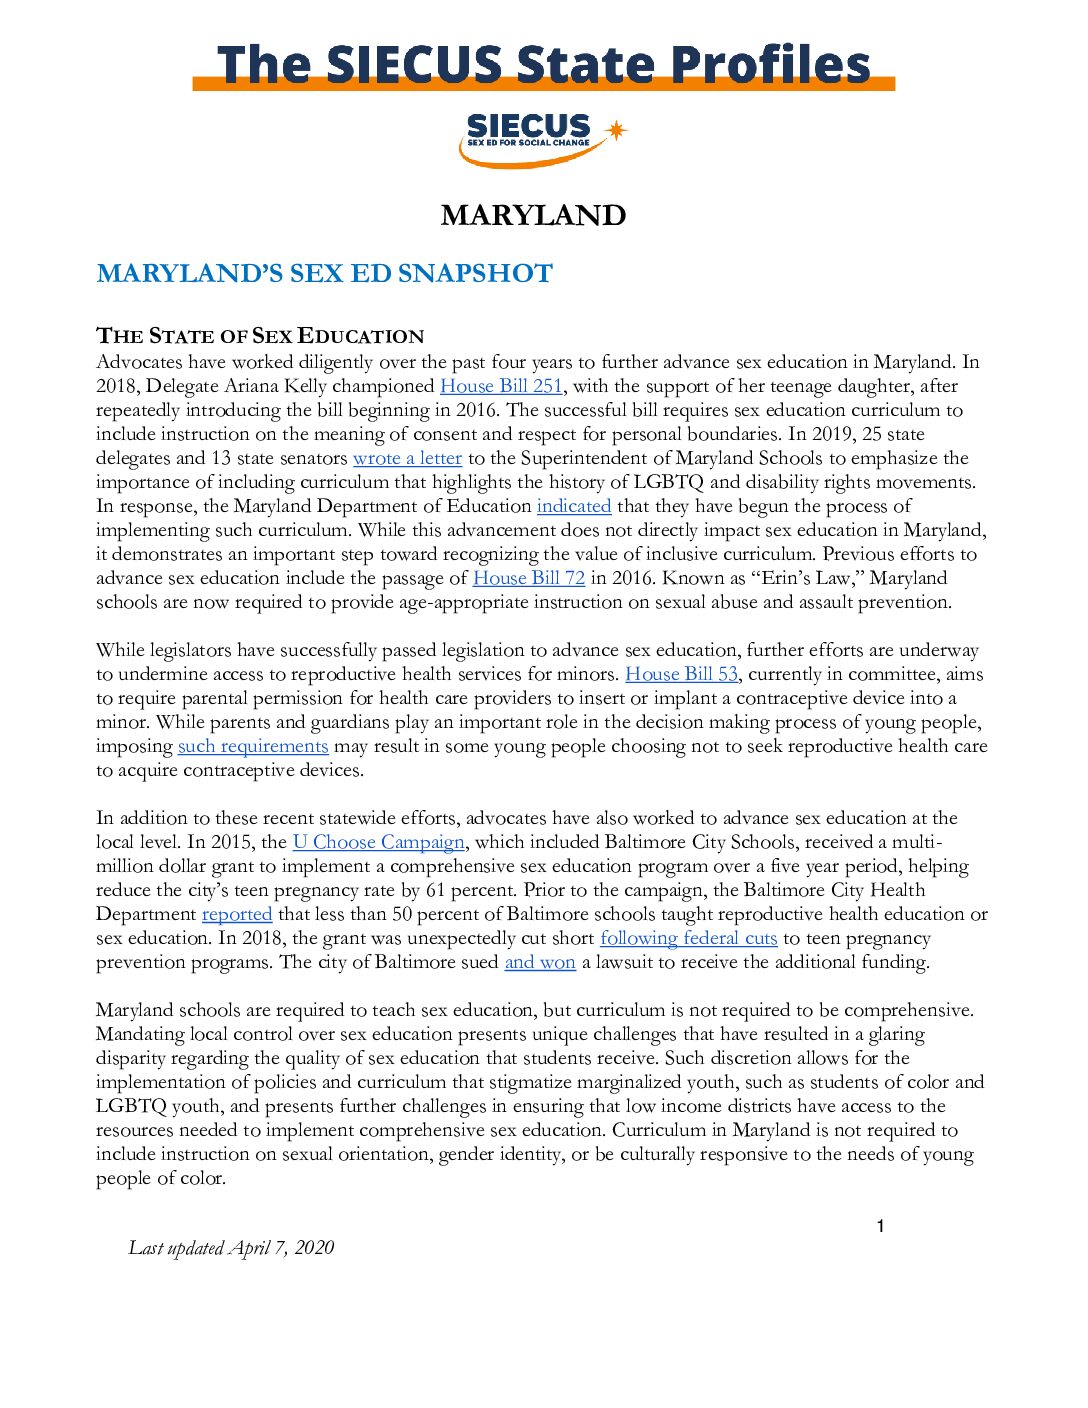 The SIECUS State Profiles
SIECUS
SEX ED FOR SOCIAL CHANGE
MARYLAND
MARYLAND’S SEX ED SNAPSHOT
THE STATE OF SEX EDUCATION
Advocates have worked diligently over the past four years to further advance sex education in Maryland. In
2018, Delegate Ariana Kelly championed House Bill 251, with the support of her teenage daughter, after
repeatedly introducing the bill beginning in 2016. The successful bill requires sex education curriculum to
include instruction on the meaning of consent and respect for personal boundaries. In 2019, 25 state
delegates and 13 state senators wrote a letter to the Superintendent of Maryland Schools to emphasize the
importance of including curriculum that highlights the history of LGBTQ and disability rights movements.
In response, the Maryland Department of Education indicated that they have begun the process of
implementing such curriculum. While this advancement does not directly impact sex education in Maryland,
it demonstrates an important step toward recognizing the value of inclusive curriculum. Previous efforts to
advance sex education include the passage of House Bill 72 in 2016. Known as “Erin’s Law,” Maryland
schools are now required to provide age-appropriate instruction on sexual abuse and assault prevention.
While legislators have successfully passed legislation to advance sex education, further efforts are underway
to undermine access to reproductive health services for minors. House Bill 53, currently in committee, aims
to require parental permission for health care providers to insert or implant a contraceptive device into a
minor. While parents and guardians play an important role in the decision making process of young people,
imposing such requirements may result in some young people choosing not to seek reproductive health care
to acquire contraceptive devices.
In addition to these recent statewide efforts, advocates have also worked to advance sex education at the
local level. In 2015, the U Choose Campaign, which included Baltimore City Schools, received a multi-
million dollar grant to implement a comprehensive sex education program over a five year period, helping
reduce the city’s teen pregnancy rate by 61 percent. Prior to the campaign, the Baltimore City Health
Department reported that less than 50 percent of Baltimore schools taught reproductive health education or
sex education. In 2018, the grant was unexpectedly cut short following federal cuts to teen pregnancy
prevention programs. The city of Baltimore sued and won a lawsuit to receive the additional funding.
Maryland schools are required to teach sex education, but curriculum is not required to be comprehensive.
Mandating local control over sex education presents unique challenges that have resulted in a glaring
disparity regarding the quality of sex education that students receive. Such discretion allows for the
implementation of policies and curriculum that stigmatize marginalized youth, such as students of color and
LGBTQ youth, and presents further challenges in ensuring that low income districts have access to the
resources needed to implement comprehensive sex education. Curriculum in Maryland is not required to
include instruction on sexual orientation, gender identity, or be culturally responsive to the needs of young
people of color.
1
Last updated April 7, 2020